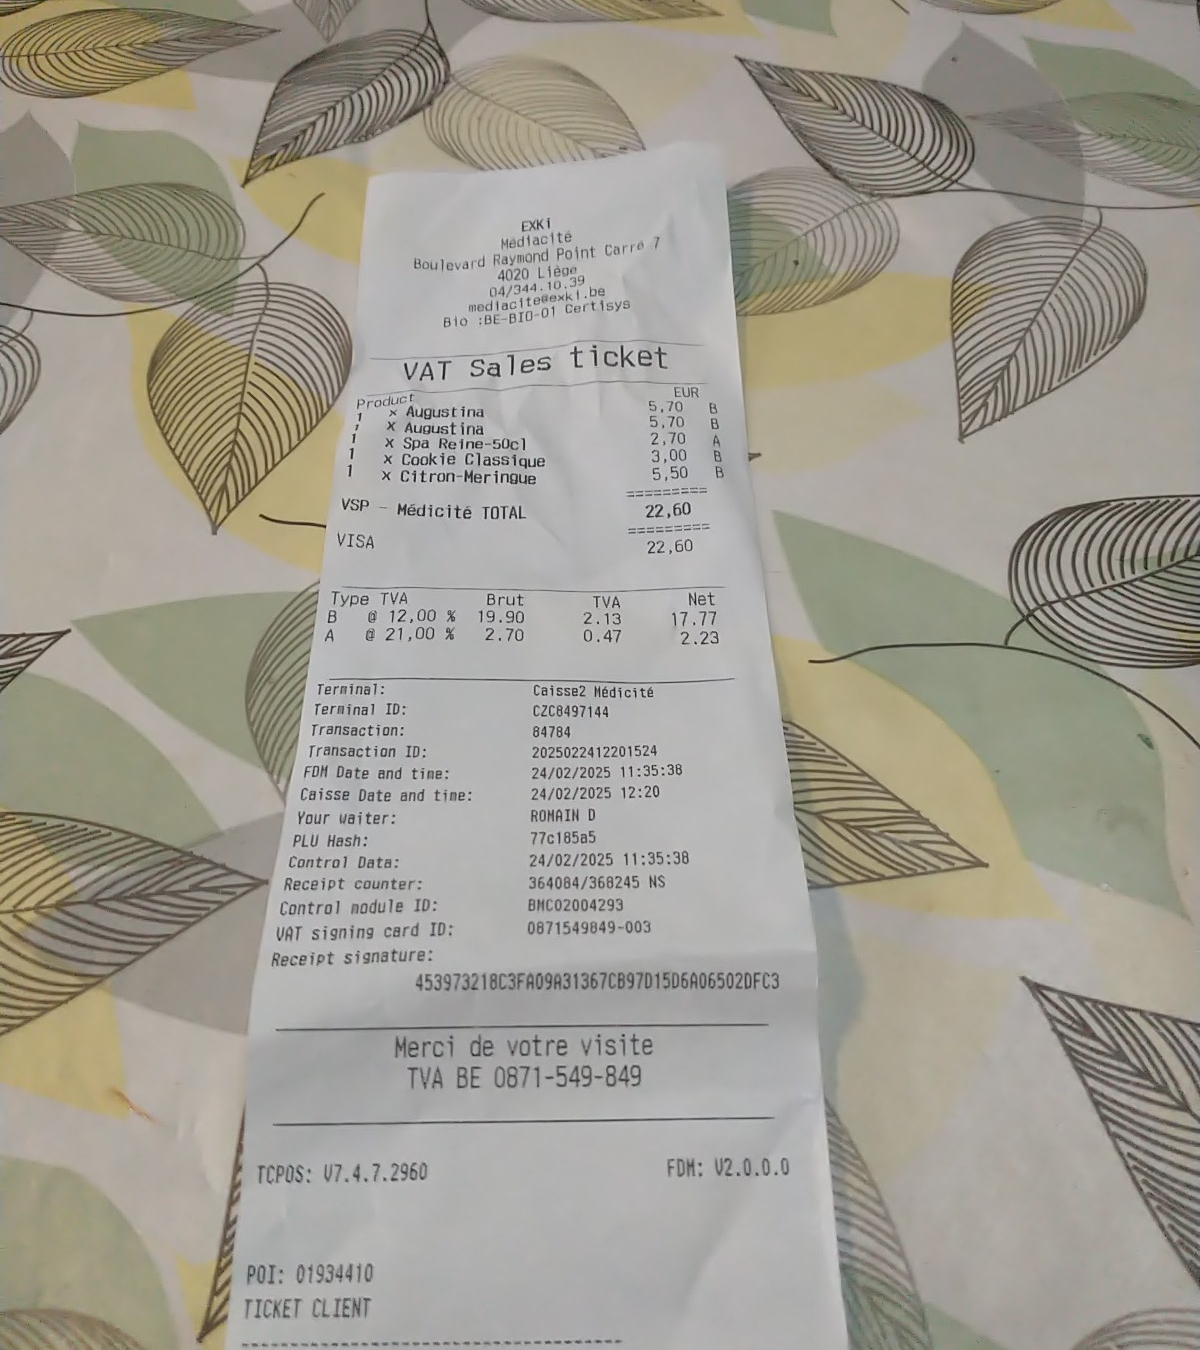 EXKi
Médiacité
Boulevard Raymond Point Carré 7
4020 Liège
04/344.10.39
mediacite@exki.be
Bio :BE-BIO-01 Certisys
VAT Sales ticket
Product EUR
1 x Augustina 5,70 B
1 x Augustina 5,70 B
1 x Spa Reine-50cl 2,70 A
1 x Cookie Classique 3,00 B
1 x Citron-Meringue 5,50 B
=========
VSP - Médicité TOTAL 22,60
=========
VISA 22,60
Type TVA Brut TVA Net
B @ 12,00 % 19.90 2.13 17.77
A @ 21,00 % 2.70 0.47 2.23
Terminal: Caisse2 Médicité
Terminal ID: CZC8497144
Transaction: 84784
Transaction ID: 2025022412201524
FDM Date and time: 24/02/2025 11:35:38
Caisse Date and time: 24/02/2025 12:20
Your waiter: ROMAIN D
PLU Hash: 77c185a5
Control Data: 24/02/2025 11:35:38
Receipt counter: 364084/368245 NS
Control module ID: BMC02004293
VAT signing card ID: 0871549849-003
Receipt signature:
453973218C3FA09A31367CB97D15D6A06502DFC3
Merci de votre visite
TVA BE 0871-549-849
TCPOS: V7.4.7.2960 FDM: V2.0.0.0
POI: 01934410
TICKET CLIENT